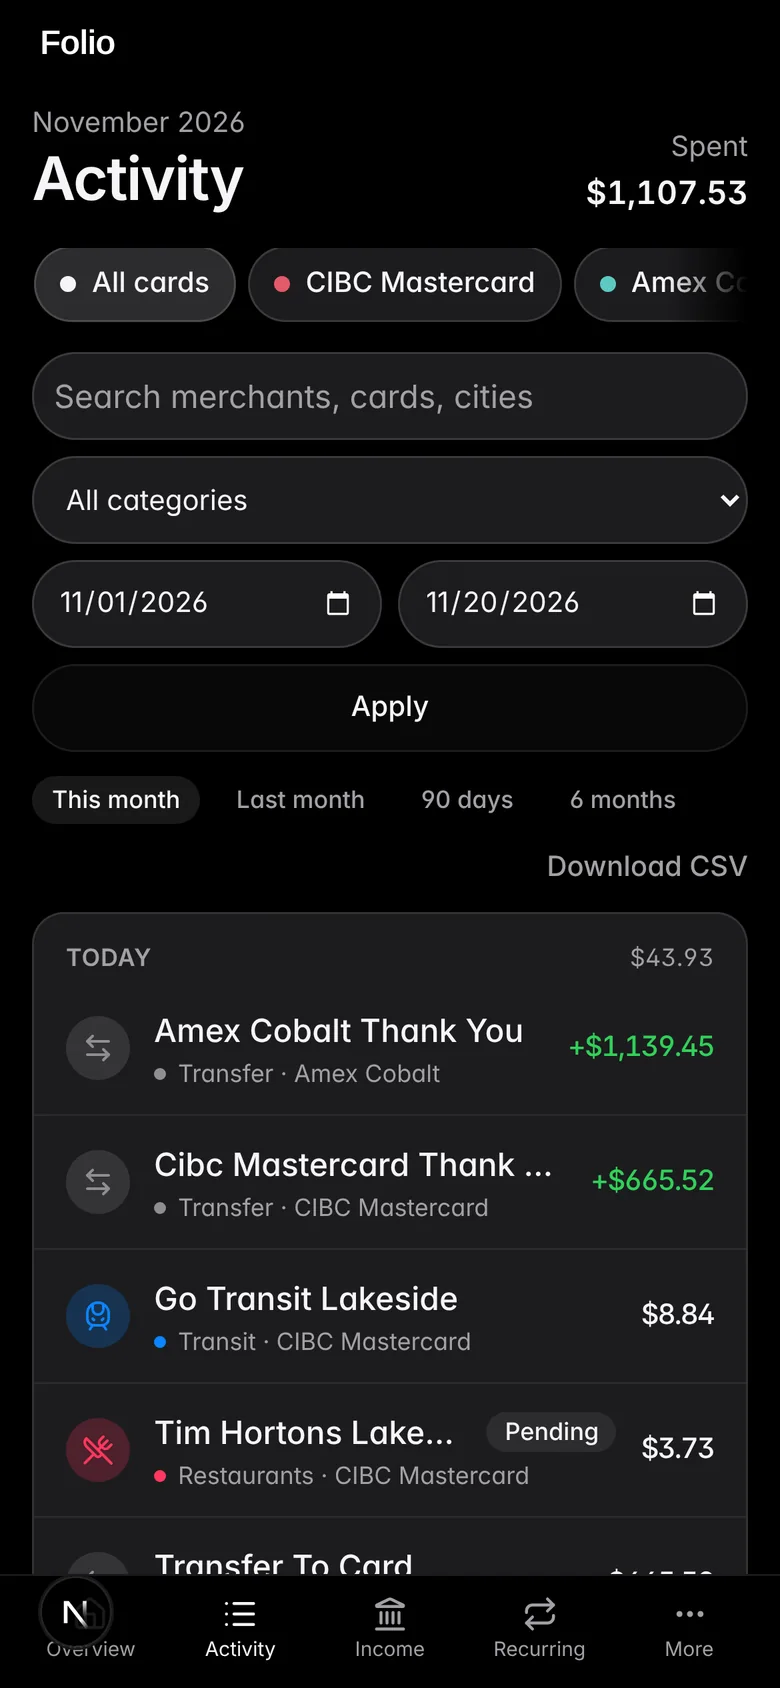 Folio
November 2026
Activity
Spent
$1,107.53
All cards
CIBC Mastercard
Amex Co
Search merchants, cards, cities
All categories
11/01/2026
11/20/2026
Apply
This month
Last month
90 days
6 months
Download CSV
TODAY
$43.93
Amex Cobalt Thank You
+$1,139.45
Transfer · Amex Cobalt
Cibc Mastercard Thank ...
+$665.52
Transfer · CIBC Mastercard
Go Transit Lakeside
$8.84
Transit · CIBC Mastercard
Tim Hortons Lake...
Pending
$3.73
Restaurants · CIBC Mastercard
Transfer To Card
N
Overview
Activity
Income
Recurring
More